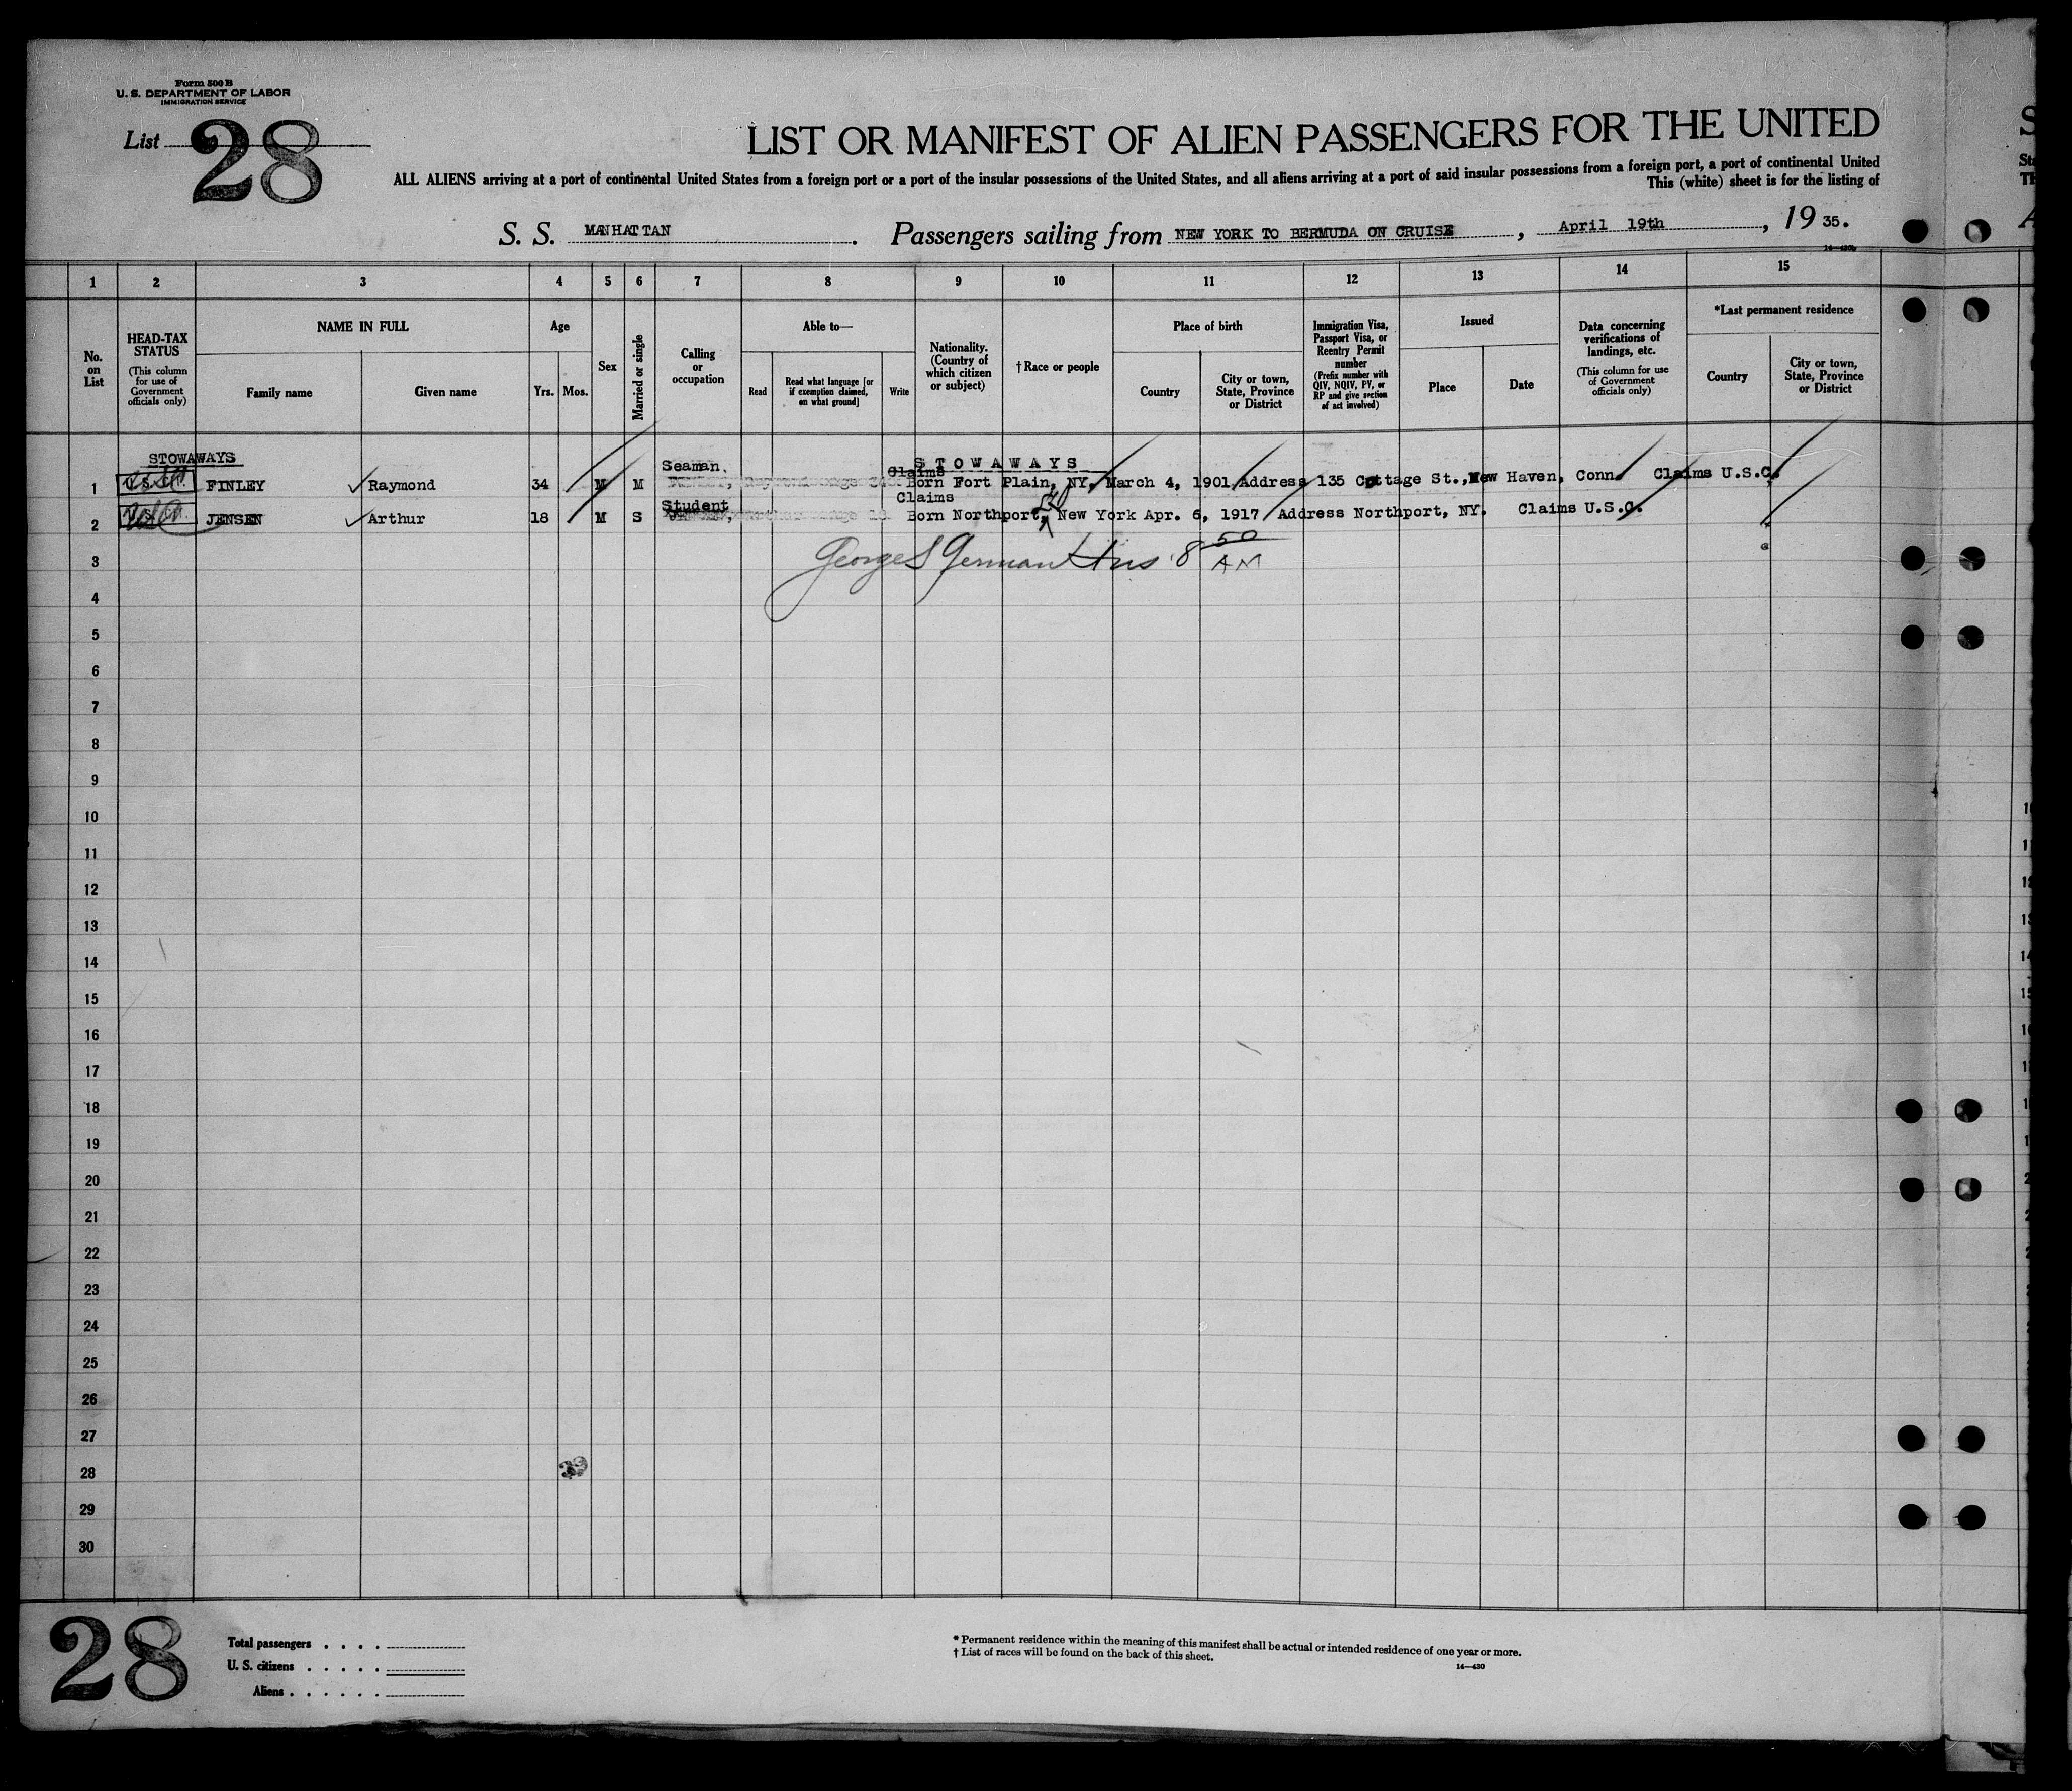 Form 500 B
U. S. DEPARTMENT OF LABOR
IMMIGRATION SERVICE
List 28
LIST OR MANIFEST OF ALIEN PASSENGERS FOR THE UNITED
ALL ALIENS arriving at a port of continental United States from a foreign port or a port of the insular possessions of the United States, and all aliens arriving at a port of said insular possessions from a foreign port, a port of continental United
This (white) sheet is for the listing of
S. S. MANHATTAN. Passengers sailing from NEW YORK TO BERMUDA ON CRUISE, April 19th, 1935.
1 2 3 4 5 6 7 8 9 10 11 12 13 14 15
No. on List
HEAD-TAX STATUS
(This column for use of Government officials only)
NAME IN FULL
Family name
Given name
Age
Yrs. Mos.
Sex
Married or single
Calling or occupation
Able to—
Read
Read what language [or if exemption claimed, on what ground]
Write
Nationality. (Country of which citizen or subject)
†Race or people
Place of birth
Country
City or town, State, Province or District
Immigration Visa, Passport Visa, or Reentry Permit number
(Prefix number with QIV, NQIV, PV, or RP and give section of act involved)
Issued
Place
Date
Data concerning verifications of landings, etc.
(This column for use of Government officials only)
*Last permanent residence
Country
City or town, State, Province or District
STOWAWAYS
STOWAWAYS
1 FINLEY Raymond 34 M M Seaman. Claims Born Fort Plain, NY, March 4, 1901 Address 135 Cottage St., New Haven, Conn. Claims U.S.C.
2 JENSEN Arthur 18 M S Student Claims Born Northport, New York Apr. 6, 1917 Address Northport, NY. Claims U.S.C.
George S German 8 50 AM
3
4
5
6
7
8
9
10
11
12
13
14
15
16
17
18
19
20
21
22
23
24
25
26
27
28
29
30
28
Total passengers . . . .
U. S. citizens . . . . .
Aliens . . . . . .
* Permanent residence within the meaning of this manifest shall be actual or intended residence of one year or more.
† List of races will be found on the back of this sheet.
14—430